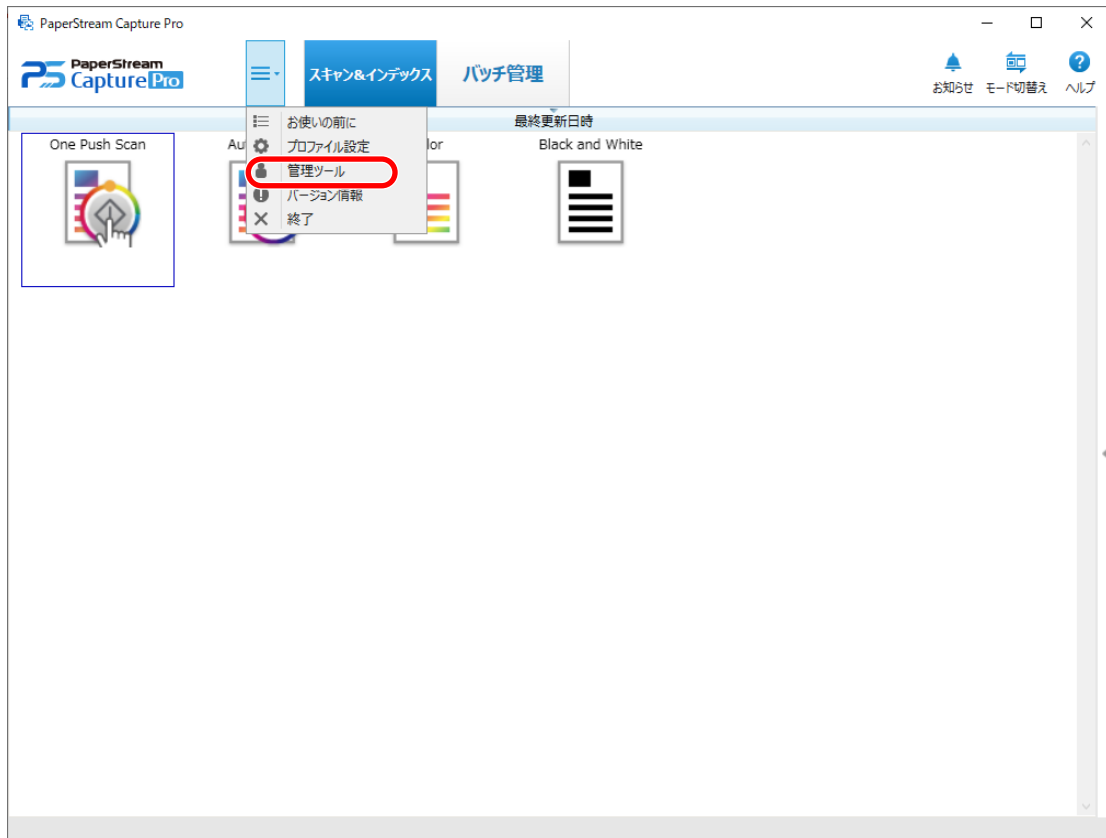 PaperStream Capture Pro
PaperStream
Capture Pro
スキャン&インデックス
バッチ管理
お知らせ
モード切替え
ヘルプ
最終更新日時
お使いの前に
プロファイル設定
管理ツール
バージョン情報
終了
One Push Scan
Au
lor
Black and White